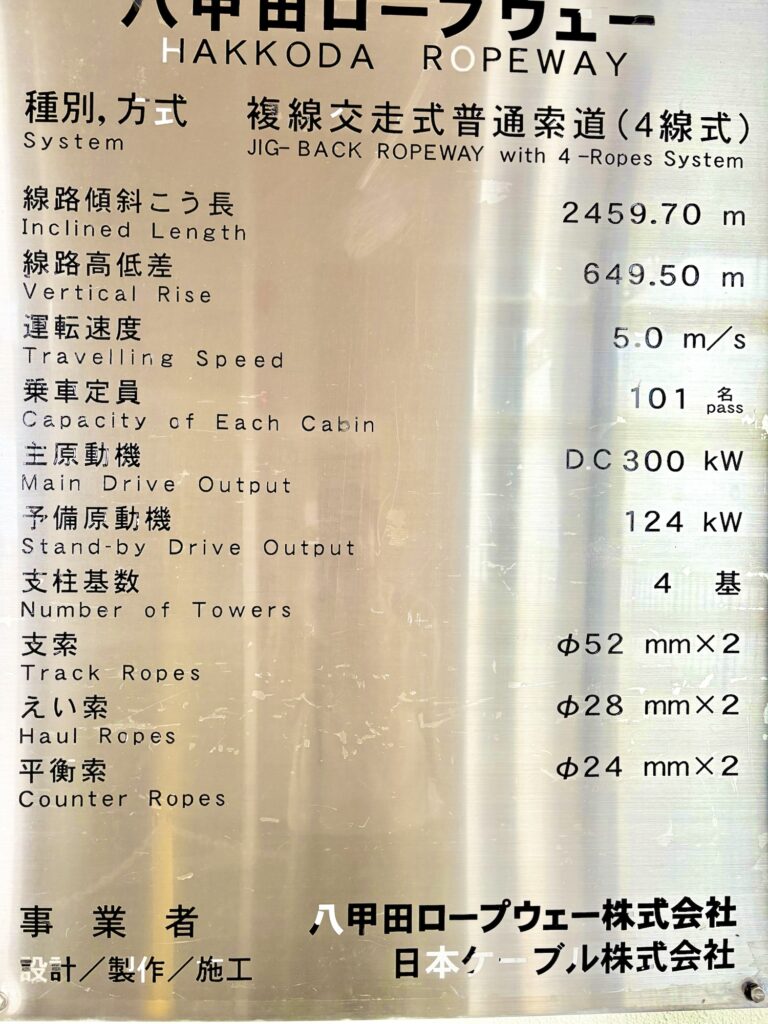 八甲田ロープウェー
HAKKODA ROPEWAY
種別, 方式 複線交走式普通索道(4線式)
System JIG-BACK ROPEWAY with 4-Ropes System
線路傾斜こう長
Inclined Length 2459.70 m
線路高低差
Vertical Rise 649.50 m
運転速度
Travelling Speed 5.0 m/s
乗車定員
Capacity of Each Cabin 101 名 pass
主原動機
Main Drive Output DC300 kW
予備原動機
Stand-by Drive Output 124 kW
支柱基数
Number of Towers 4 基
支索
Track Ropes φ52 mm×2
えい索
Haul Ropes φ28 mm×2
平衡索
Counter Ropes φ24 mm×2
事業者 八甲田ロープウェー株式会社
設計/製作/施工 日本ケーブル株式会社